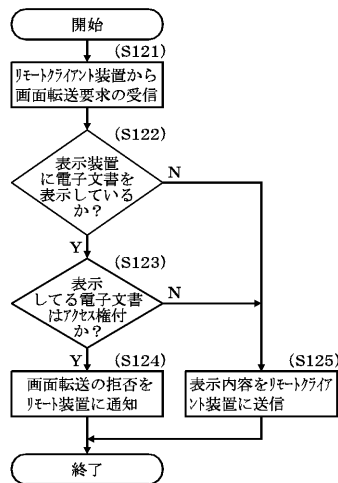 開始
(S121)
リモートクライアント装置から
画面転送要求の受信
(S122)
表示装置
に電子文書を
表示している
か？
N
Y
(S123)
表示
してる電子文書
はアクセス権付
か？
N
Y
(S124)
画面転送の拒否を
リモート装置に通知
(S125)
表示内容をリモートクライア
ント装置に送信
終了